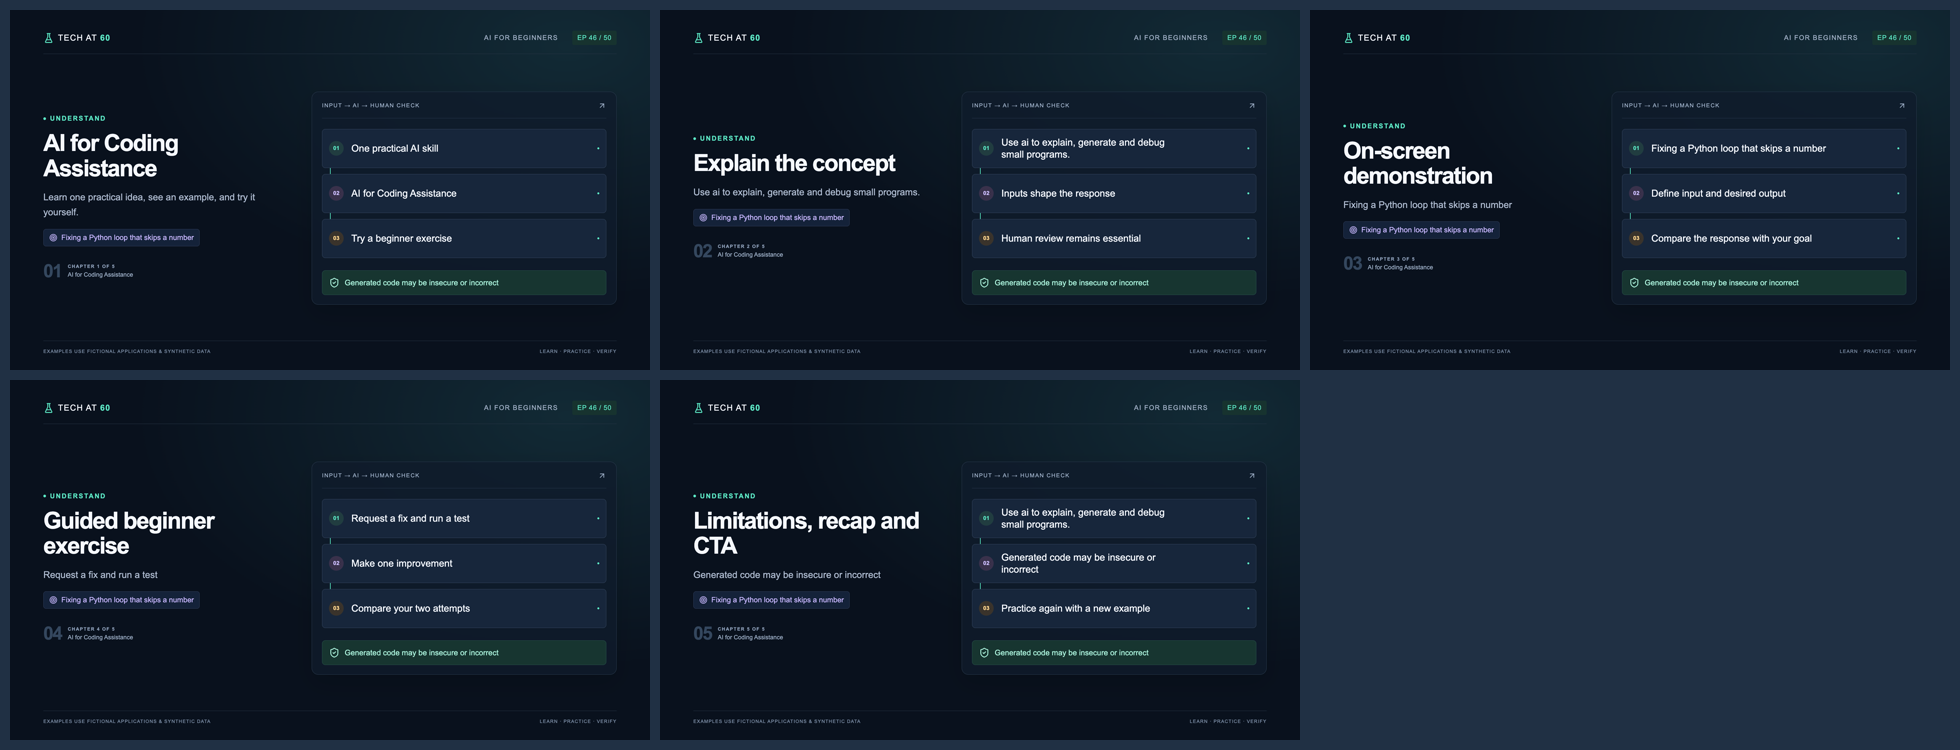 TECH AT 60
AI FOR BEGINNERS
EP 46 / 50
UNDERSTAND
AI for Coding
Assistance
Learn one practical idea, see an example, and try it
yourself.
Fixing a Python loop that skips a number
01
CHAPTER 1 OF 5
AI for Coding Assistance
INPUT → AI → HUMAN CHECK
01
One practical AI skill
02
AI for Coding Assistance
03
Try a beginner exercise
Generated code may be insecure or incorrect
EXAMPLES USE FICTIONAL APPLICATIONS & SYNTHETIC DATA
LEARN · PRACTICE · VERIFY
TECH AT 60
AI FOR BEGINNERS
EP 46 / 50
UNDERSTAND
Explain the concept
Use ai to explain, generate and debug small programs.
Fixing a Python loop that skips a number
02
CHAPTER 2 OF 5
AI for Coding Assistance
INPUT → AI → HUMAN CHECK
01
Use ai to explain, generate and debug
small programs.
02
Inputs shape the response
03
Human review remains essential
Generated code may be insecure or incorrect
EXAMPLES USE FICTIONAL APPLICATIONS & SYNTHETIC DATA
LEARN · PRACTICE · VERIFY
TECH AT 60
AI FOR BEGINNERS
EP 46 / 50
UNDERSTAND
On-screen
demonstration
Fixing a Python loop that skips a number
Fixing a Python loop that skips a number
03
CHAPTER 3 OF 5
AI for Coding Assistance
INPUT → AI → HUMAN CHECK
01
Fixing a Python loop that skips a number
02
Define input and desired output
03
Compare the response with your goal
Generated code may be insecure or incorrect
EXAMPLES USE FICTIONAL APPLICATIONS & SYNTHETIC DATA
LEARN · PRACTICE · VERIFY
TECH AT 60
AI FOR BEGINNERS
EP 46 / 50
UNDERSTAND
Guided beginner
exercise
Request a fix and run a test
Fixing a Python loop that skips a number
04
CHAPTER 4 OF 5
AI for Coding Assistance
INPUT → AI → HUMAN CHECK
01
Request a fix and run a test
02
Make one improvement
03
Compare your two attempts
Generated code may be insecure or incorrect
EXAMPLES USE FICTIONAL APPLICATIONS & SYNTHETIC DATA
LEARN · PRACTICE · VERIFY
TECH AT 60
AI FOR BEGINNERS
EP 46 / 50
UNDERSTAND
Limitations, recap and
CTA
Generated code may be insecure or incorrect
Fixing a Python loop that skips a number
05
CHAPTER 5 OF 5
AI for Coding Assistance
INPUT → AI → HUMAN CHECK
01
Use ai to explain, generate and debug
small programs.
02
Generated code may be insecure or
incorrect
03
Practice again with a new example
Generated code may be insecure or incorrect
EXAMPLES USE FICTIONAL APPLICATIONS & SYNTHETIC DATA
LEARN · PRACTICE · VERIFY